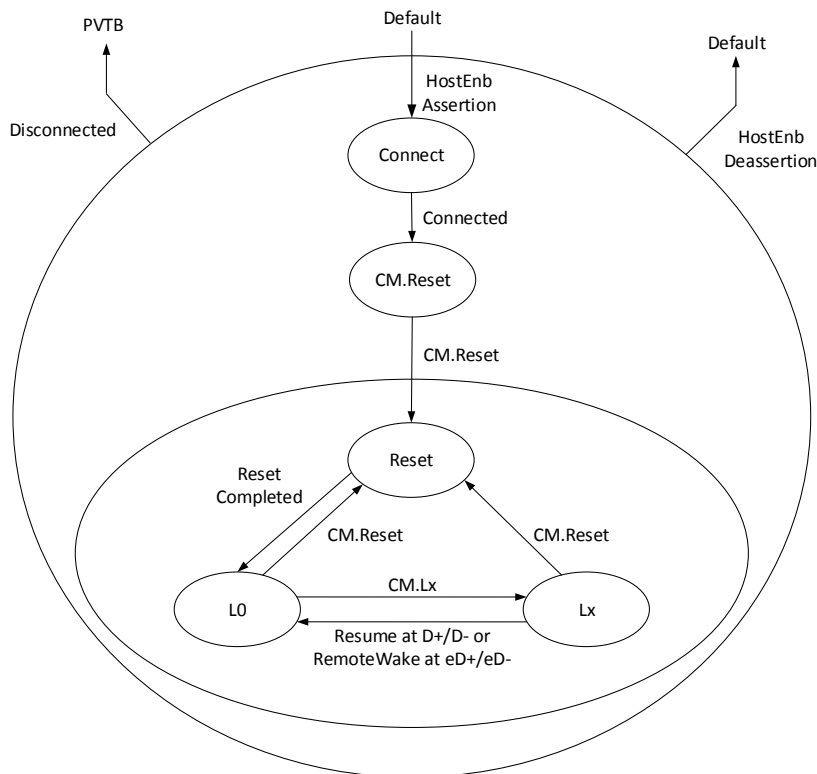 PVTB
Default
Default
Disconnected
HostEnb
Assertion
HostEnb
Deassertion
Connect
Connected
CM.Reset
CM.Reset
Reset
Reset
Completed
CM.Reset
CM.Reset
L0
CM.Lx
Lx
Resume at D+/D- or
RemoteWake at eD+/eD-